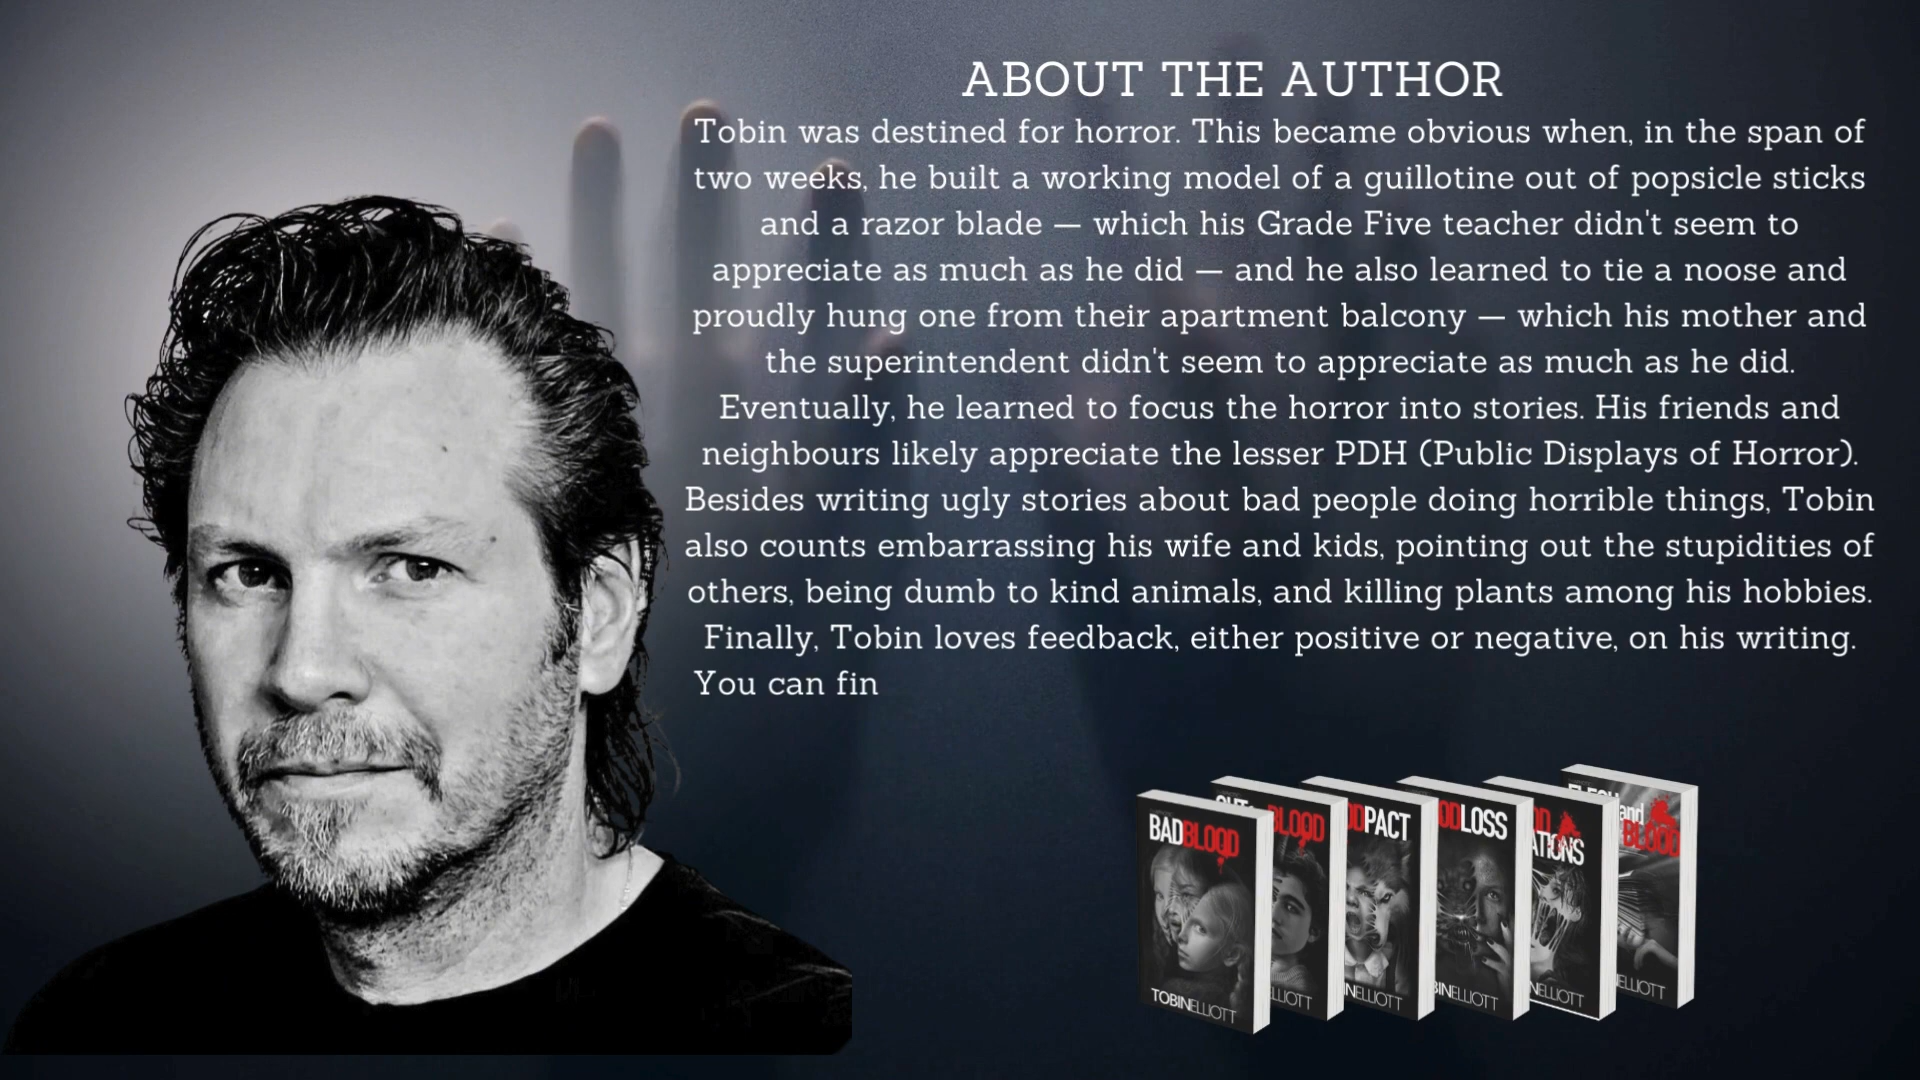 ABOUT THE AUTHOR
Tobin was destined for horror. This became obvious when, in the span of
two weeks, he built a working model of a guillotine out of popsicle sticks
and a razor blade — which his Grade Five teacher didn't seem to
appreciate as much as he did — and he also learned to tie a noose and
proudly hung one from their apartment balcony — which his mother and
the superintendent didn't seem to appreciate as much as he did.
Eventually, he learned to focus the horror into stories. His friends and
neighbours likely appreciate the lesser PDH (Public Displays of Horror).
Besides writing ugly stories about bad people doing horrible things, Tobin
also counts embarrassing his wife and kids, pointing out the stupidities of
others, being dumb to kind animals, and killing plants among his hobbies.
Finally, Tobin loves feedback, either positive or negative, on his writing.
You can fin
BADBLOOD
TOBINELLIOTT
BLOOD
ELLIOTT
ODPACT
INELLIOTT
ODLOSS
BINELLIOTT
OD
ATIONS
NELLIOTT
and
BLOOD
ELLIOTT